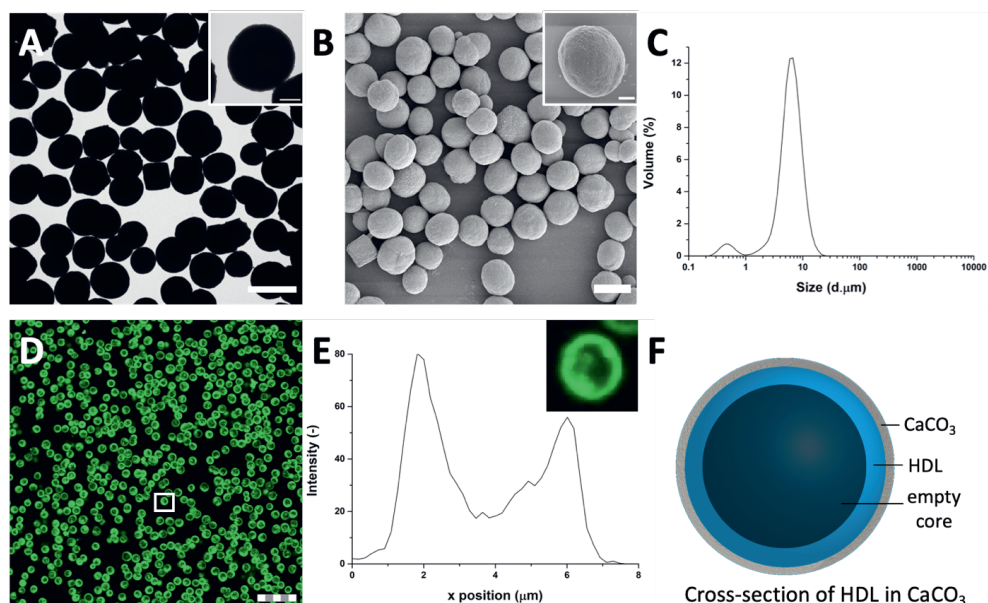 A
B
C
12
10
8
6
4
2
0
Volume (%)
0.1
1
10
100
1000
10000
Size (d.μm)
D
E
80
60
40
20
0
Intensity (-)
0
2
4
6
8
x position (μm)
F
CaCO₃
HDL
empty
core
Cross-section of HDL in CaCO₃